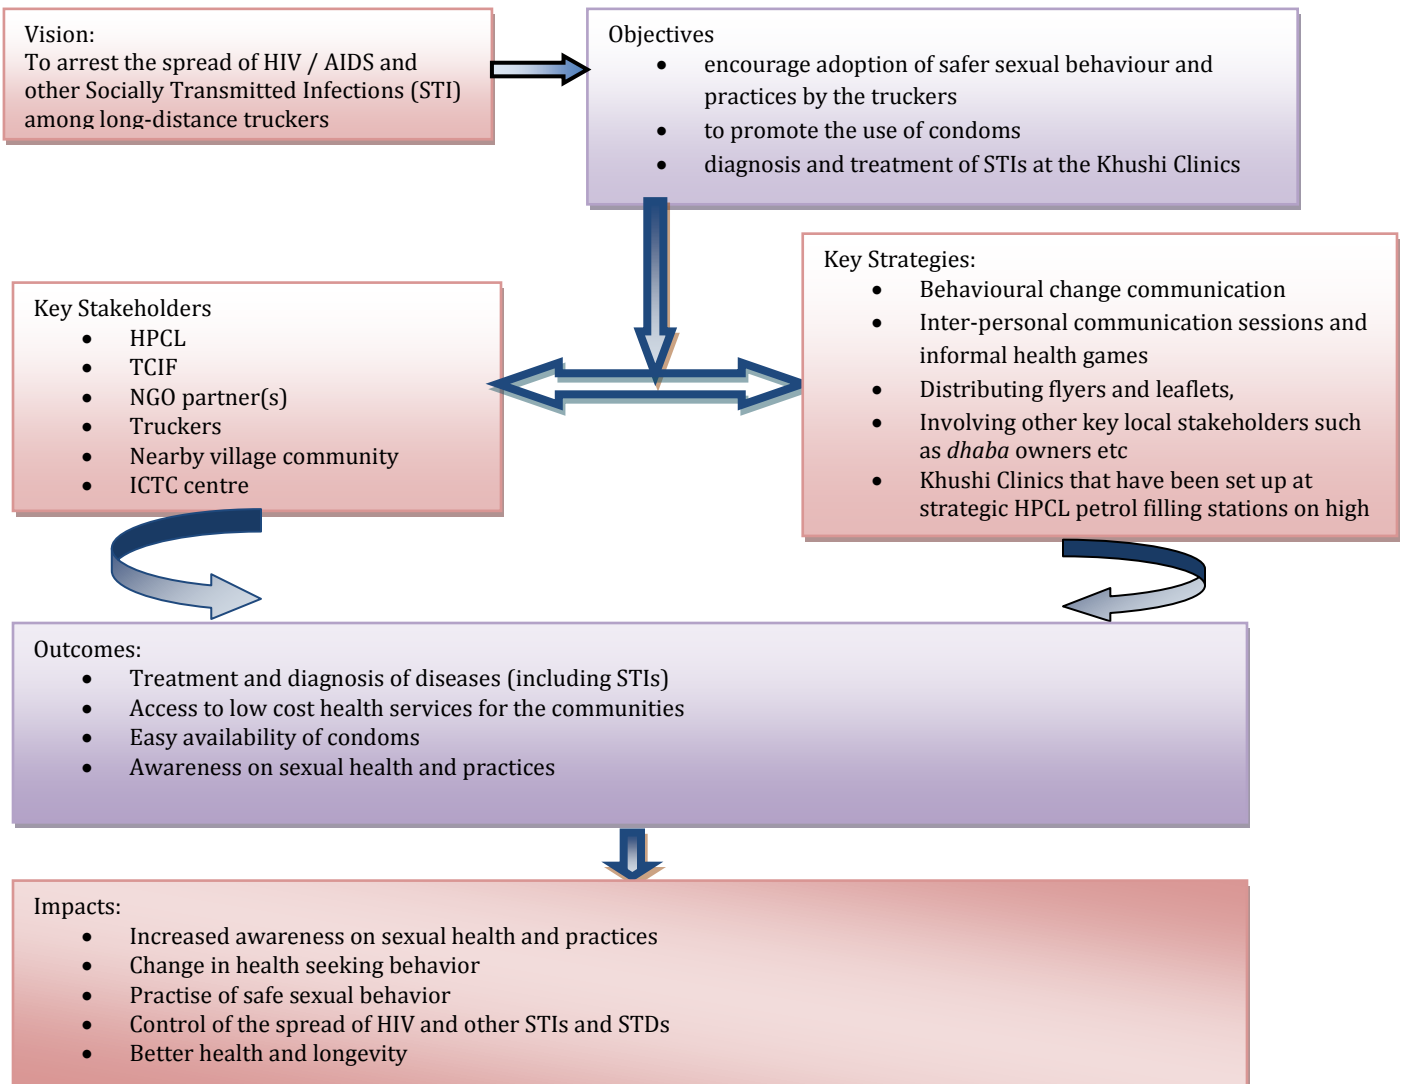 Vision:
To arrest the spread of HIV / AIDS and
other Socially Transmitted Infections (STI)
among long-distance truckers
Objectives
• encourage adoption of safer sexual behaviour and
practices by the truckers
• to promote the use of condoms
• diagnosis and treatment of STIs at the Khushi Clinics
Key Stakeholders
• HPCL
• TCIF
• NGO partner(s)
• Truckers
• Nearby village community
• ICTC centre
Key Strategies:
• Behavioural change communication
• Inter-personal communication sessions and
informal health games
• Distributing flyers and leaflets,
• Involving other key local stakeholders such
as dhaba owners etc
• Khushi Clinics that have been set up at
strategic HPCL petrol filling stations on high
Outcomes:
• Treatment and diagnosis of diseases (including STIs)
• Access to low cost health services for the communities
• Easy availability of condoms
• Awareness on sexual health and practices
Impacts:
• Increased awareness on sexual health and practices
• Change in health seeking behavior
• Practise of safe sexual behavior
• Control of the spread of HIV and other STIs and STDs
• Better health and longevity